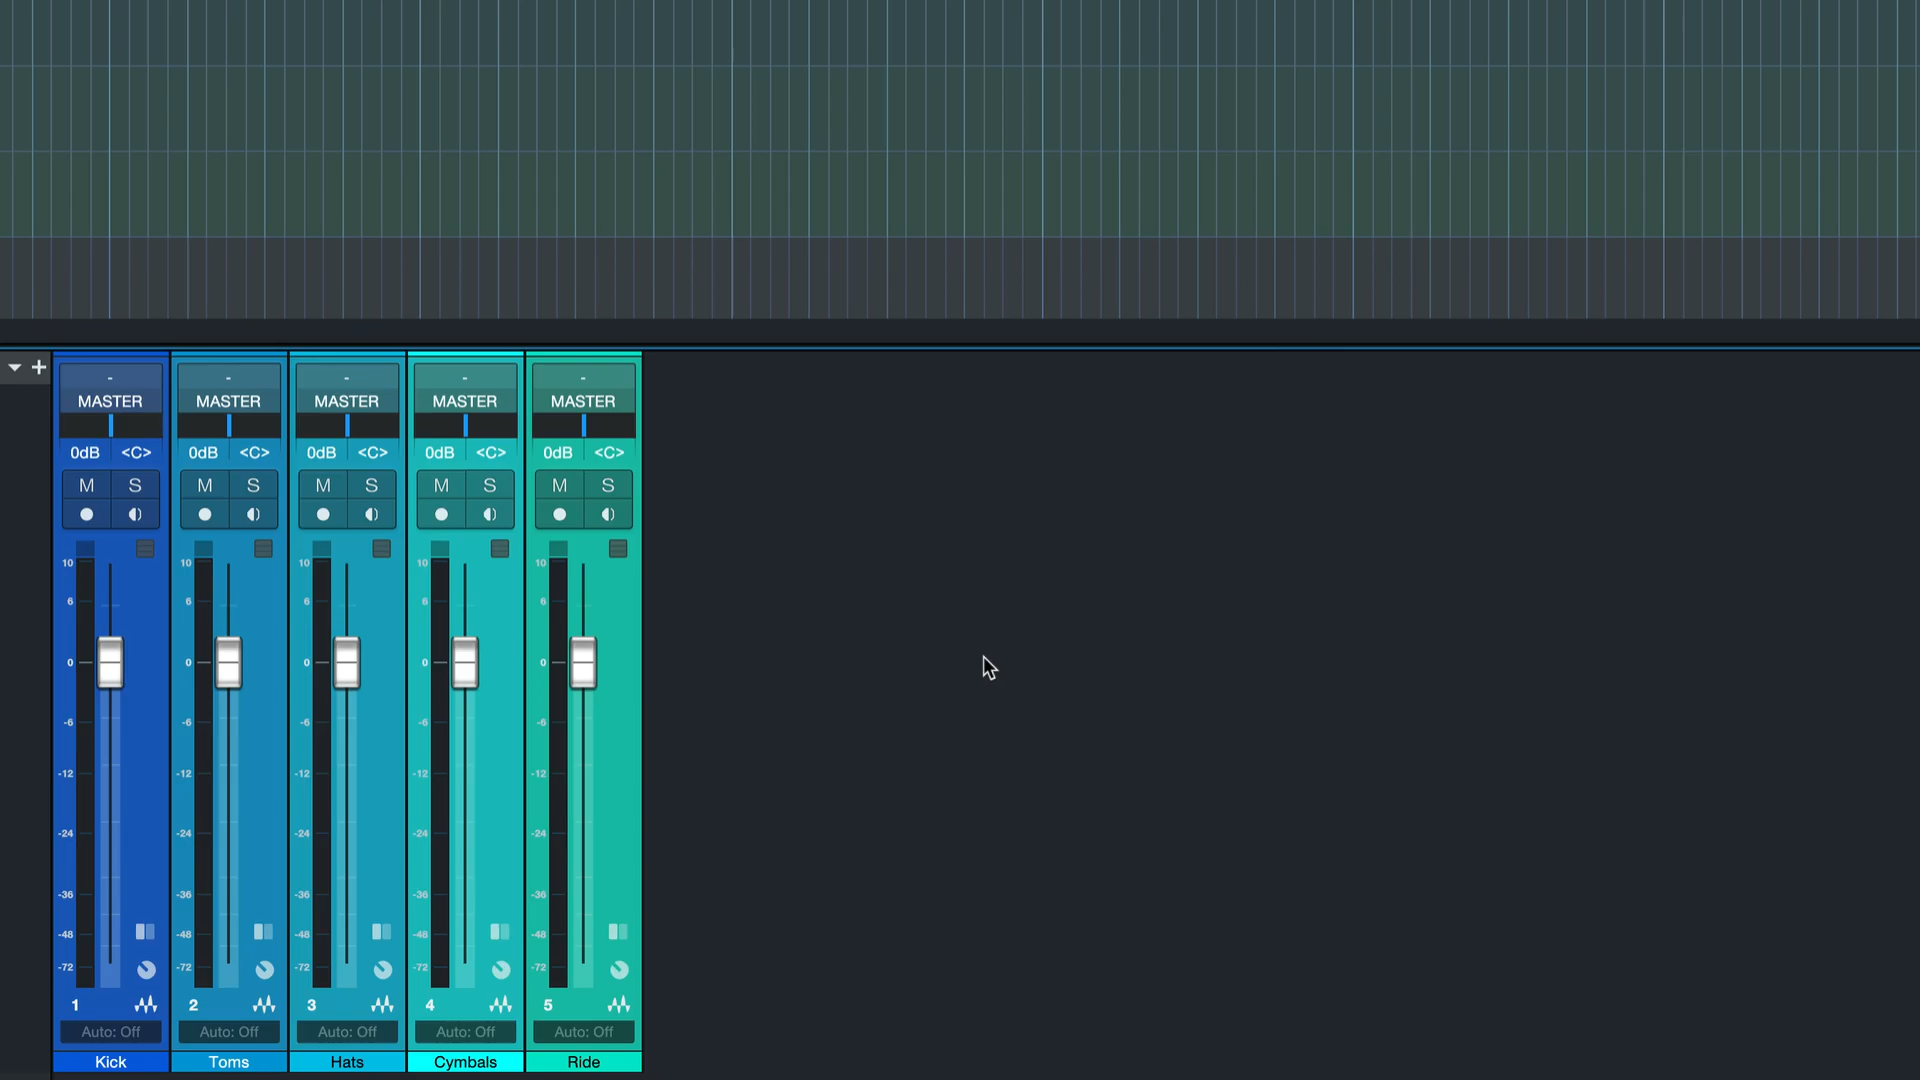 - - - - -
MASTER MASTER MASTER MASTER MASTER
0dB <C> 0dB <C> 0dB <C> 0dB <C> 0dB <C>
M S M S M S M S M S
10 10 10 10 10
6 6 6 6 6
0 0 0 0 0
-6 -6 -6 -6 -6
-12 -12 -12 -12 -12
-24 -24 -24 -24 -24
-36 -36 -36 -36 -36
-48 -48 -48 -48 -48
-72 -72 -72 -72 -72
1 2 3 4 5
Auto: Off Auto: Off Auto: Off Auto: Off Auto: Off
Kick Toms Hats Cymbals Ride